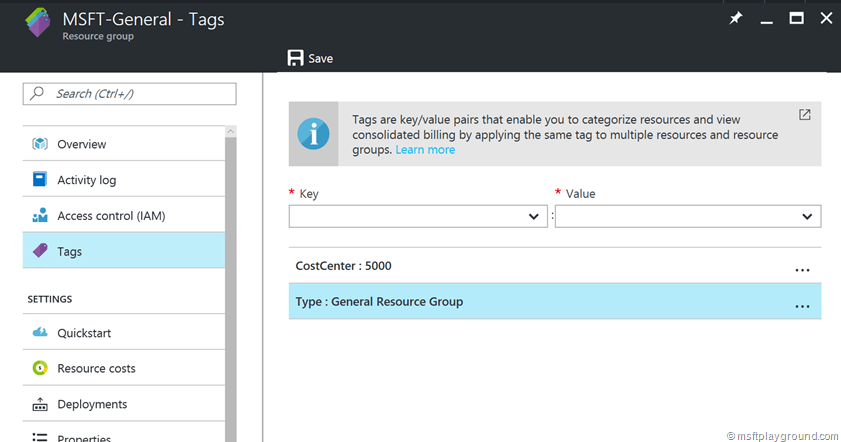 MSFT-General - Tags
Resource group
Save
Search (Ctrl+/)
Overview
Activity log
Access control (IAM)
Tags
SETTINGS
Quickstart
Resource costs
Deployments
Properties
Tags are key/value pairs that enable you to categorize resources and view
consolidated billing by applying the same tag to multiple resources and resource
groups. Learn more
* Key
* Value
:
CostCenter : 5000
...
Type : General Resource Group
...
© msftplayground.com